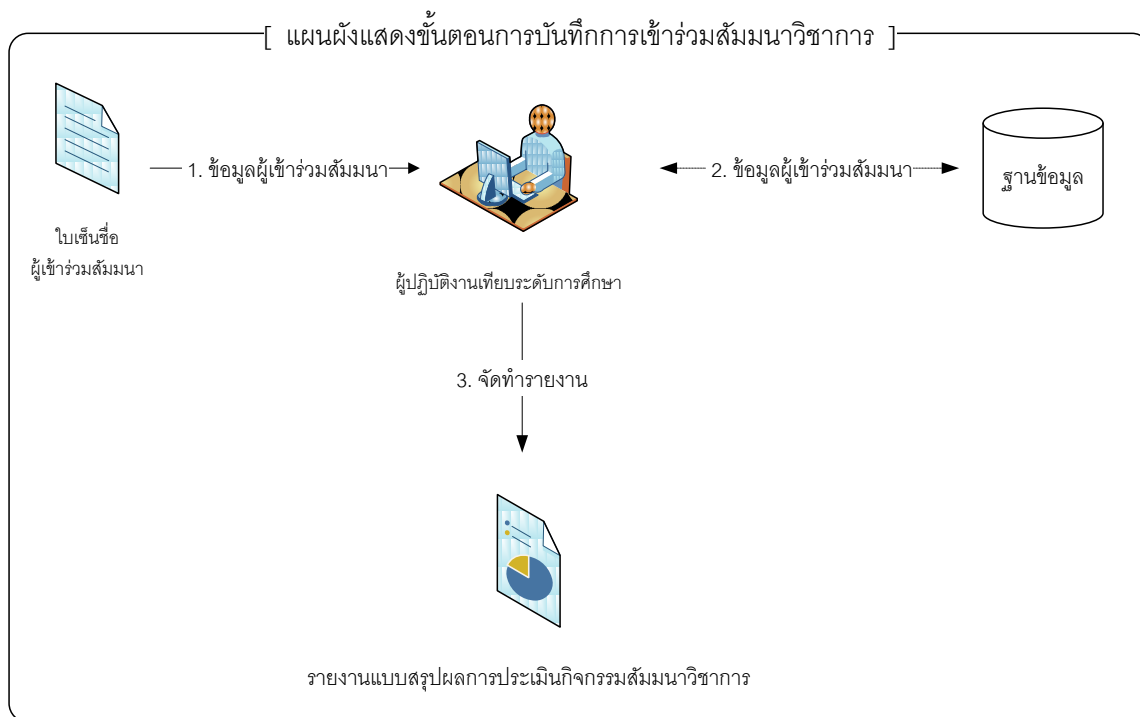 [ แผนผังแสดงขั้นตอนการบันทึกการเข้าร่วมสัมมนาวิชาการ ]
1. ข้อมูลผู้เข้าร่วมสัมมนา
2. ข้อมูลผู้เข้าร่วมสัมมนา
ฐานข้อมูล
ใบเซ็นชื่อ
ผู้เข้าร่วมสัมมนา
ผู้ปฏิบัติงานเทียบระดับการศึกษา
3. จัดทำรายงาน
รายงานแบบสรุปผลการประเมินกิจกรรมสัมมนาวิชาการ